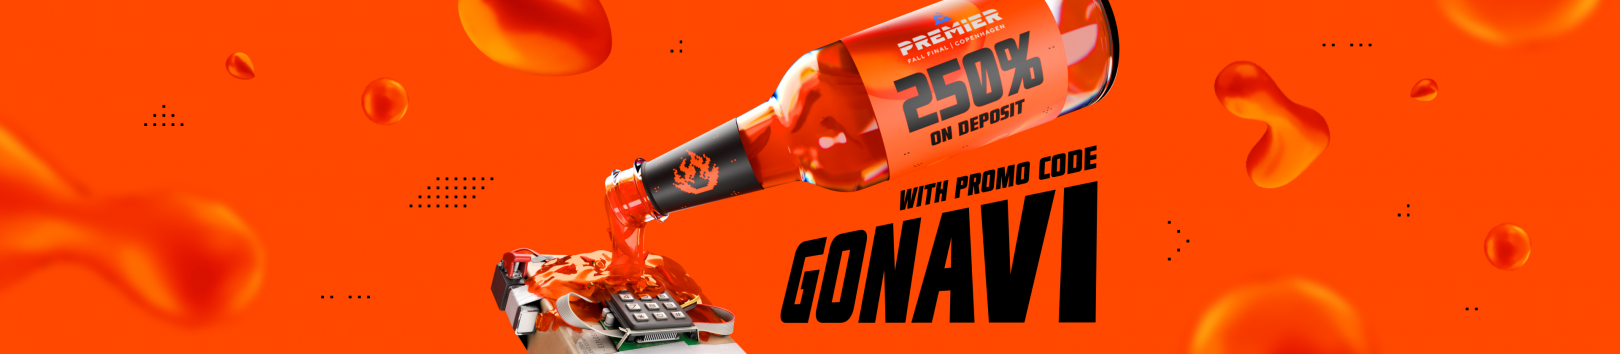 PREMIER
FALL FINAL | COPENHAGEN
250%
ON DEPOSIT
WITH PROMO CODE
GONAVI